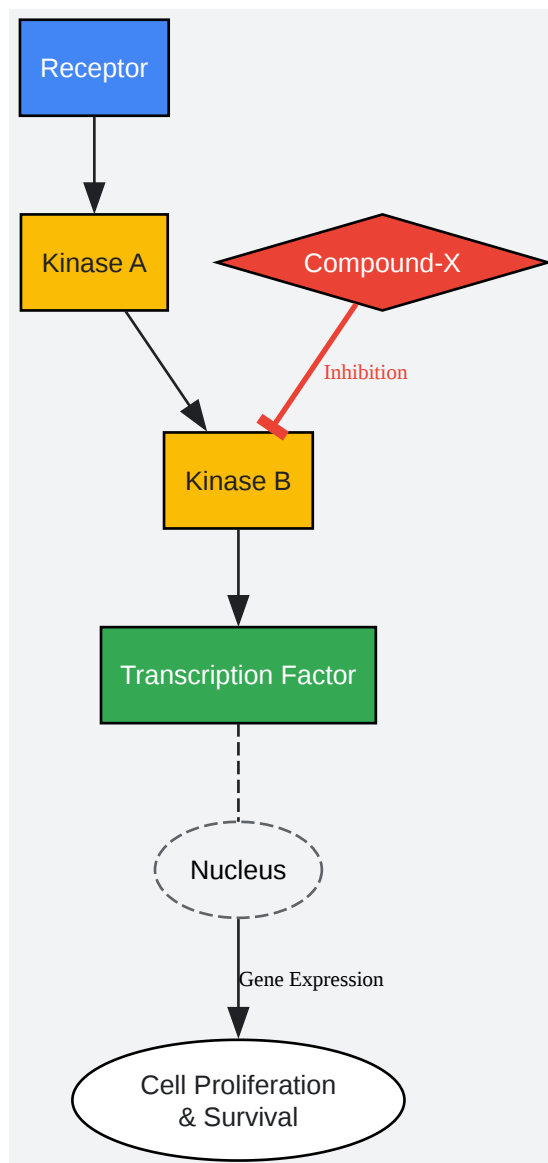 Receptor
Kinase A
Compound-X
Inhibition
Kinase B
Transcription Factor
Nucleus
Gene Expression
Cell Proliferation
& Survival